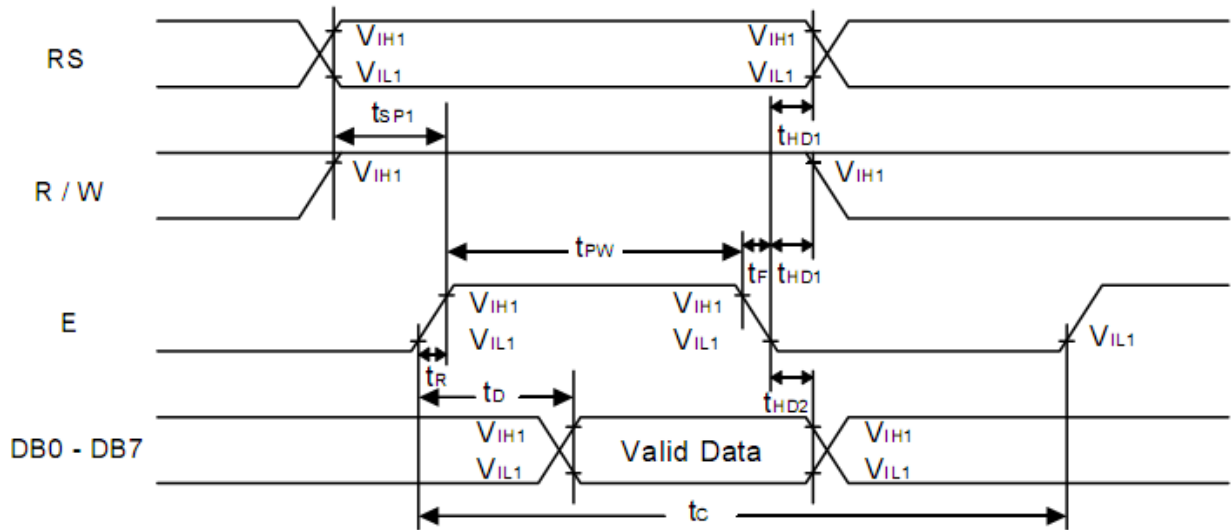 RS
VIH1 VIH1
VIL1 VIL1
tSP1 tHD1
R / W VIH1 VIH1
tPW tF tHD1
E VIH1 VIH1
VIL1 VIL1 VIL1
tR tD tHD2
DB0 - DB7 VIH1 Valid Data VIH1
VIL1 VIL1
tC